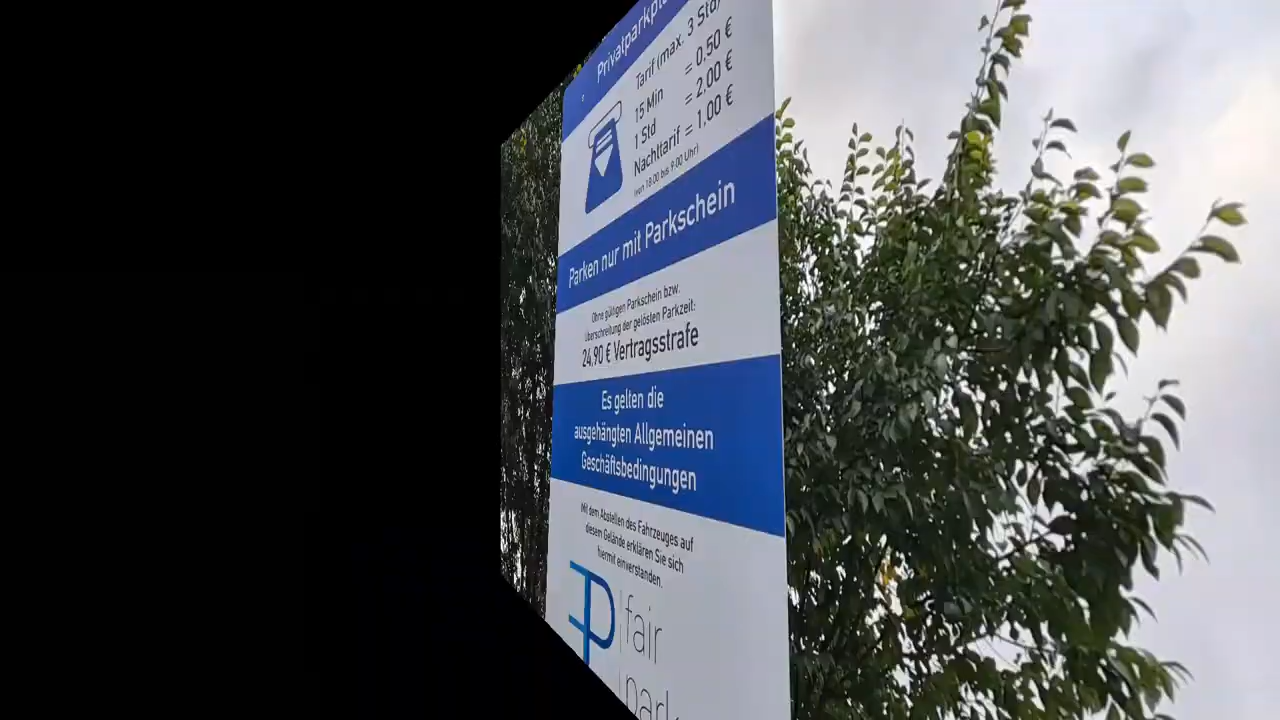 Tarif (max. 3 Std)
15 Min = 0,50 €
1 Std = 2,00 €
Nachttarif = 1,00 €
(von 18:00 bis 9:00 Uhr)
Parken nur mit Parkschein
Ohne gültigen Parkschein bzw.
Überschreitung der gelösten Parkzeit:
24,90 € Vertragsstrafe
Es gelten die
ausgehängten Allgemeinen
Geschäftsbedingungen
Mit dem Abstellen des Fahrzeuges auf
diesem Gelände erklären Sie sich
hiermit einverstanden.
fair
park